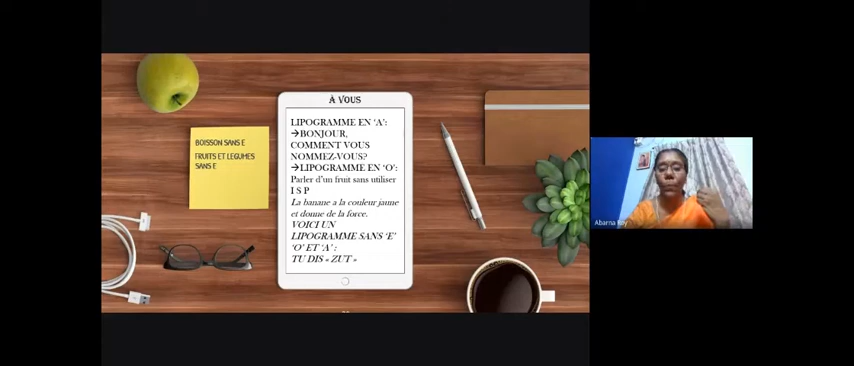 À VOUS
BOISSON SANS E
FRUITS ET LEGUMES
SANS E
LIPOGRAMME EN ‘A’:
→BONJOUR,
COMMENT VOUS
NOMMEZ-VOUS?
→LIPOGRAMME EN ‘O’:
Parler d’un fruit sans utiliser
I S P
La banane a la couleur jaune
et donne de la force.
VOICI UN
LIPOGRAMME SANS ‘E’
‘O’ ET ‘A’ :
TU DIS « ZUT »
Abarna Roy